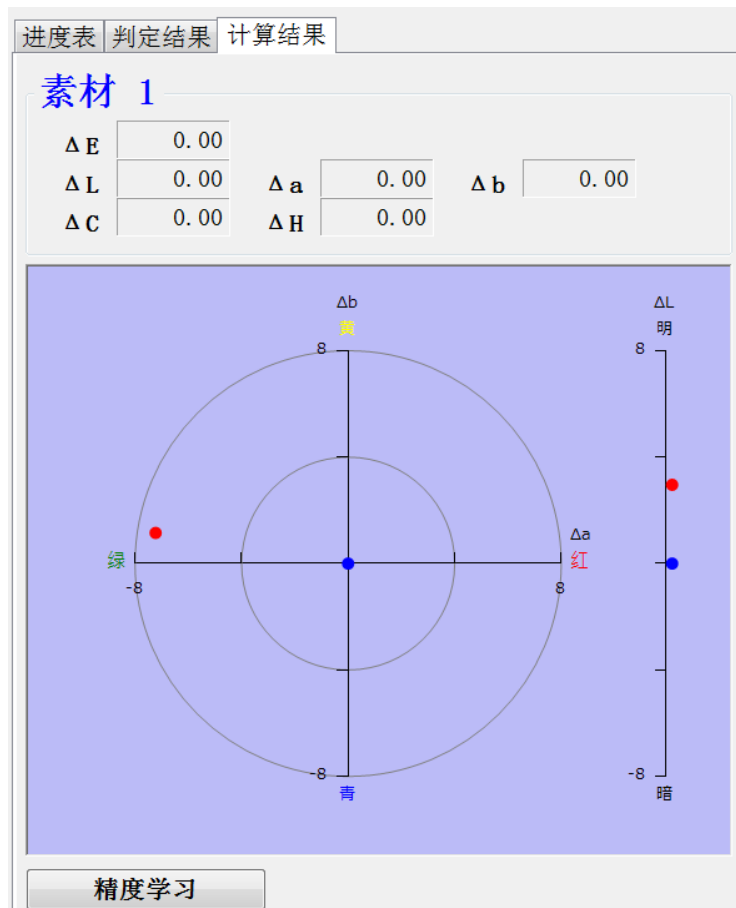 进度表 判定结果 计算结果
素材 1
ΔE 0.00
ΔL 0.00 Δa 0.00 Δb 0.00
ΔC 0.00 ΔH 0.00
Δb ΔL
黄 明
8 8
Δa
绿 红
-8 8
-8 -8
青 暗
精度学习